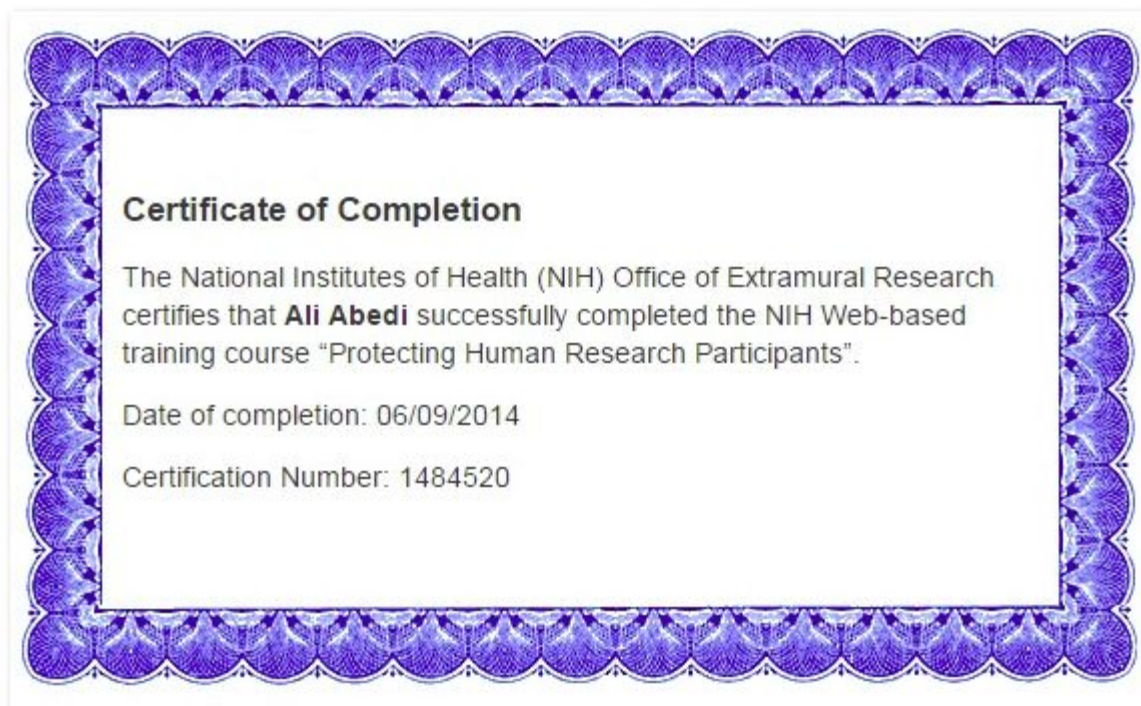 Certificate of Completion
The National Institutes of Health (NIH) Office of Extramural Research
certifies that Ali Abedi successfully completed the NIH Web-based
training course “Protecting Human Research Participants”.
Date of completion: 06/09/2014
Certification Number: 1484520